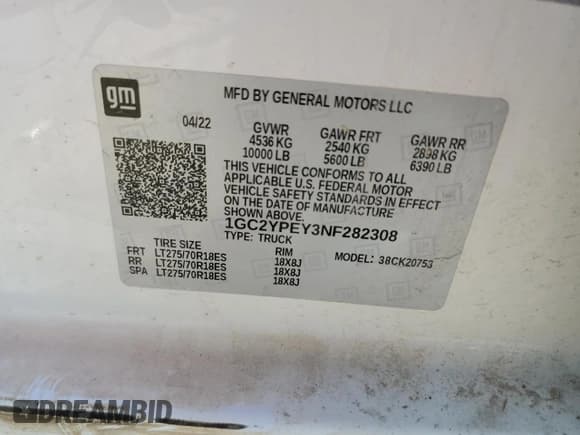 gm
MFD BY GENERAL MOTORS LLC
04/22
GVWR GAWR FRT GAWR RR
4536 KG 2540 KG 2898 KG
10000 LB 5600 LB 6390 LB
THIS VEHICLE CONFORMS TO ALL
APPLICABLE U.S. FEDERAL MOTOR
VEHICLE SAFETY STANDARDS IN EFFECT
ON THE DATE OF MANUFACTURE
SHOWN ABOVE.
1GC2YPEY3NF282308
TYPE: TRUCK
MODEL: 38CK20753
TIRE SIZE RIM
FRT LT275/70R18ES 18X8J
RR LT275/70R18ES 18X8J
SPA LT275/70R18ES 18X8J
DREAMBID